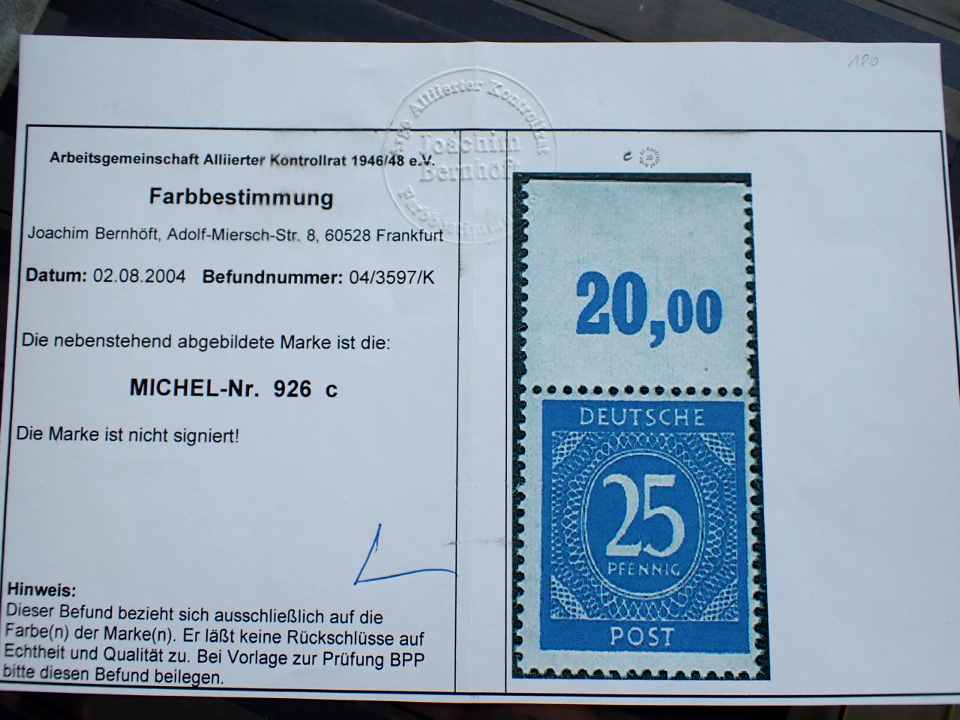 180
Arbeitsgemeinschaft Alliierter Kontrollrat 1946/48 e.V.
Farbbestimmung
Joachim Bernhöft, Adolf-Miersch-Str. 8, 60528 Frankfurt
Datum: 02.08.2004 Befundnummer: 04/3597/K
Die nebenstehend abgebildete Marke ist die:
MICHEL-Nr. 926 c
Die Marke ist nicht signiert!
Hinweis:
Dieser Befund bezieht sich ausschließlich auf die
Farbe(n) der Marke(n). Er läßt keine Rückschlüsse auf
Echtheit und Qualität zu. Bei Vorlage zur Prüfung BPP
bitte diesen Befund beilegen.
Alliierter Kontrollrat
Joachim
Bernhöft
c
20,00
DEUTSCHE
25
PFENNIG
POST